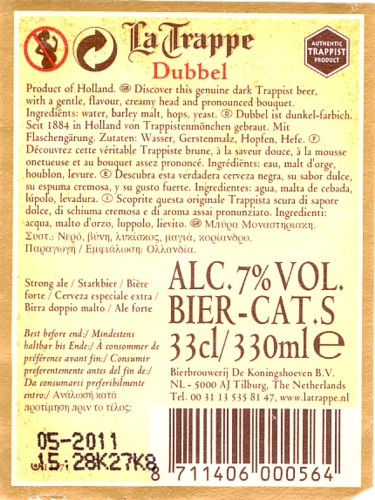 La Trappe
Dubbel
AUTHENTIC
TRAPPIST
PRODUCT
Product of Holland. GB Discover this genuine dark Trappist beer,
with a gentle, flavour, creamy head and pronounced bouquet.
Ingrediënts: water, barley malt, hops, yeast. D Dubbel ist dunkel-farbich.
Seit 1884 in Holland von Trappistenmönchen gebraut. Mit
Flaschengärung. Zutaten: Wasser, Gerstenmalz, Hopfen, Hefe. F
Découvrez cette véritable Trappiste brune, à la saveur douce, à la mousse
onetueuse et au bouquet assez prononcé. Ingrédiënts: eau, malt d'orge,
houblon, levure. E Descubra esta verdadera cerveza negra, su sabor dulce,
su espuma cremosa, y su gusto fuerte. Ingredientes: agua, malta de cebada,
lúpolo, levadura. I Scoprite questa originale Trappista scura di sapore
dolce, di schiuma cremosa e di aroma assai pronunziato. Ingredienti:
acqua, malto d'orzo, luppolo, lievito. GR Μπύρα Μοναστηριακη.
Συστ.: Νερό, βύνη, λυκίσκος, μαγιά, κορίανδρο.
Παραγωγή / Εμφιάλωση: Ολλανδία.
Strong ale / Starkbier / Bière
forte / Cerveza especiale extra /
Birra doppio malto / Ale forte
ALC.7% VOL.
BIER-CAT.S
33cl/330ml e
Best before end:/ Mindestens
haltbar bis Ende:/ À consommer de
préférence avant fin:/ Consumir
preferentemente antes del fin de:/
Da consumarsi preferibilmente
entro:/ Ανάλωσή κατά
προτίμηση πριν το τέλος:
Bierbrouwerij De Koningshoeven B.V.
NL - 5000 AJ Tilburg, The Netherlands
Tel. 00 31 13 535 81 47, www.latrappe.nl
05-2011
15: 28K27K8
8 711406 000564